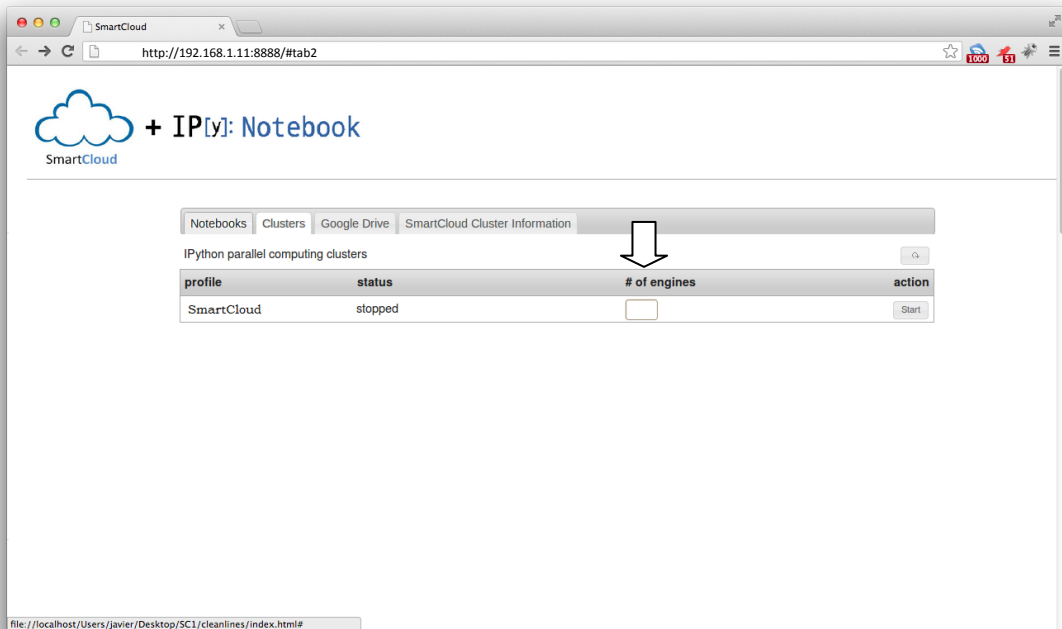 SmartCloud
http://192.168.1.11:8888/#tab2
1000
51
SmartCloud
+ IP[y]: Notebook
Notebooks Clusters Google Drive SmartCloud Cluster Information
IPython parallel computing clusters
profile status # of engines action
SmartCloud stopped Start
file://localhost/Users/javier/Desktop/SC1/cleanlines/index.html#